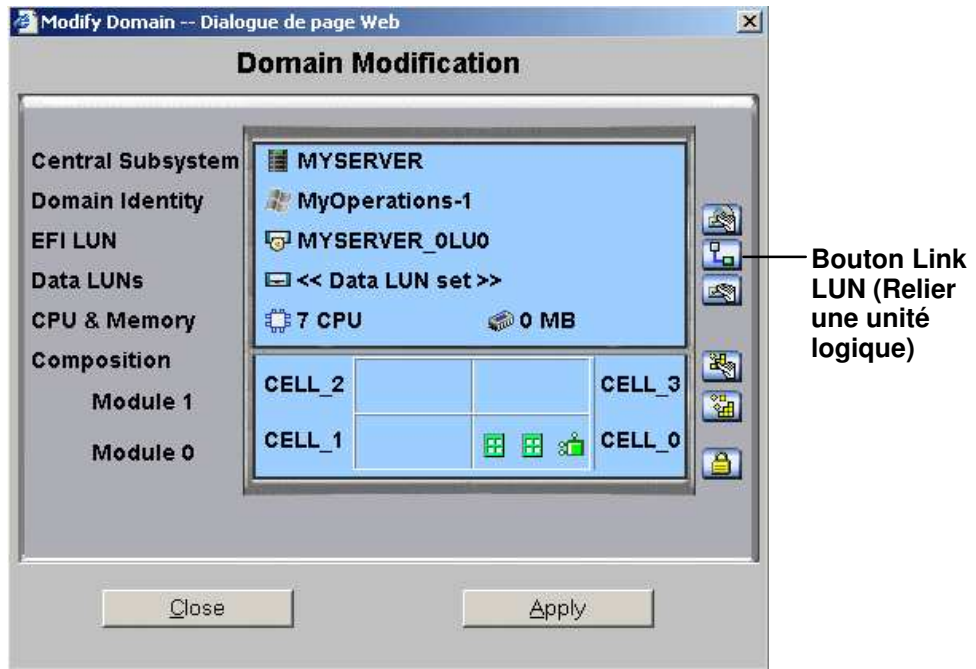 Modify Domain -- Dialogue de page Web
Domain Modification
Central Subsystem MYSERVER
Domain Identity MyOperations-1
EFI LUN MYSERVER_0LU0
Data LUNs << Data LUN set >>
CPU & Memory 7 CPU 0 MB
Composition
Module 1 CELL_2 CELL_3
Module 0 CELL_1 CELL_0
Close Apply
Bouton Link
LUN (Relier
une unité
logique)